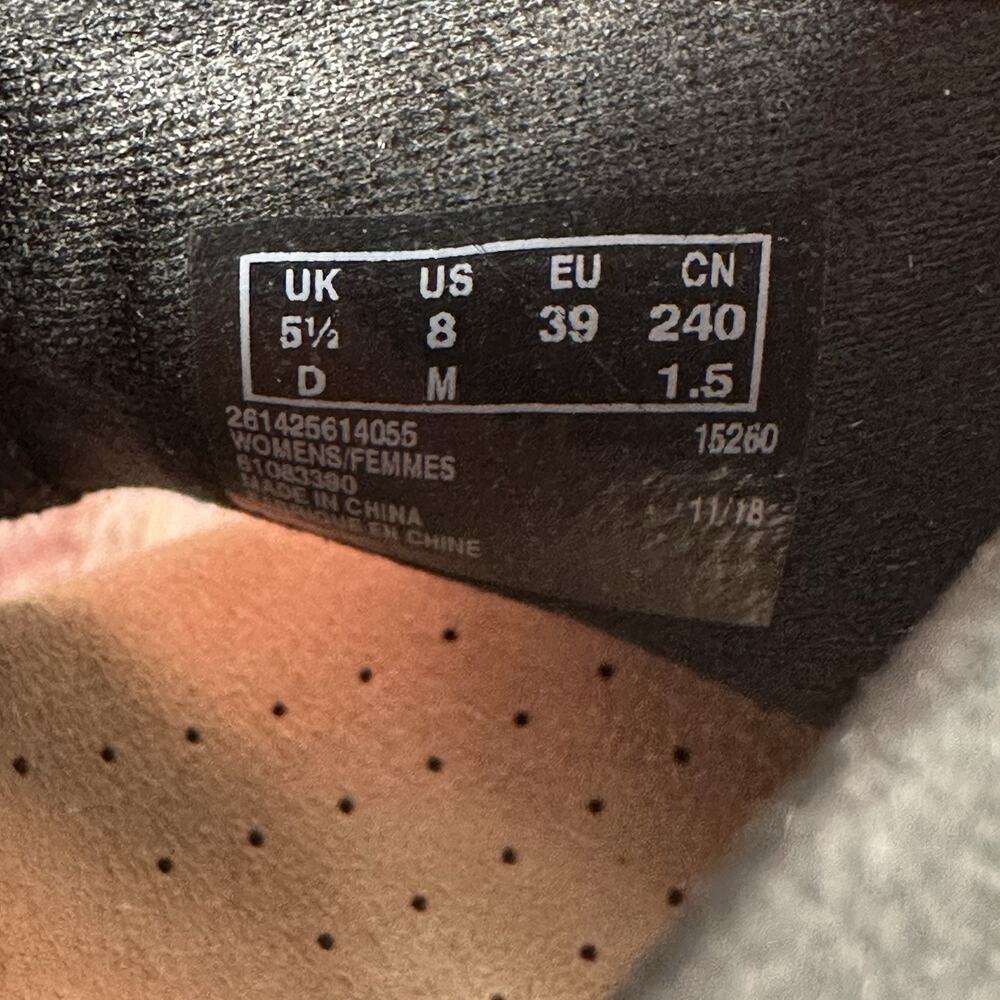 UK US EU CN
5½ 8 39 240
D M 1.5
261425614055 15260
WOMENS/FEMMES
61083390
MADE IN CHINA 11/18
EN CHINE